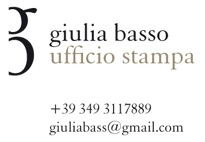 g
giulia basso
ufficio stampa
+39 349 3117889
giuliabass@gmail.com